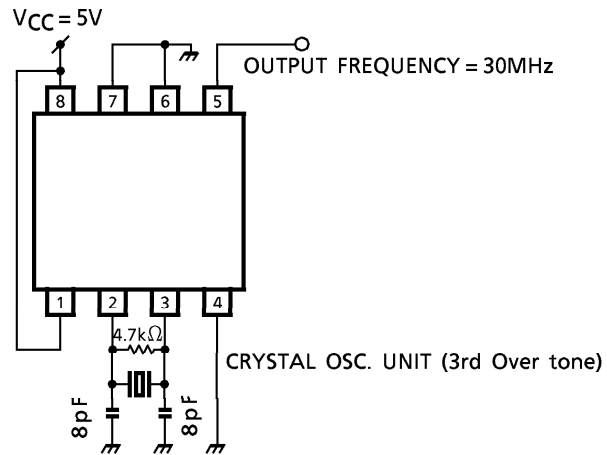 VCC = 5V
OUTPUT FREQUENCY = 30MHz
8 7 6 5
1 2 3 4
4.7kΩ
CRYSTAL OSC. UNIT (3rd Over tone)
8pF 8pF